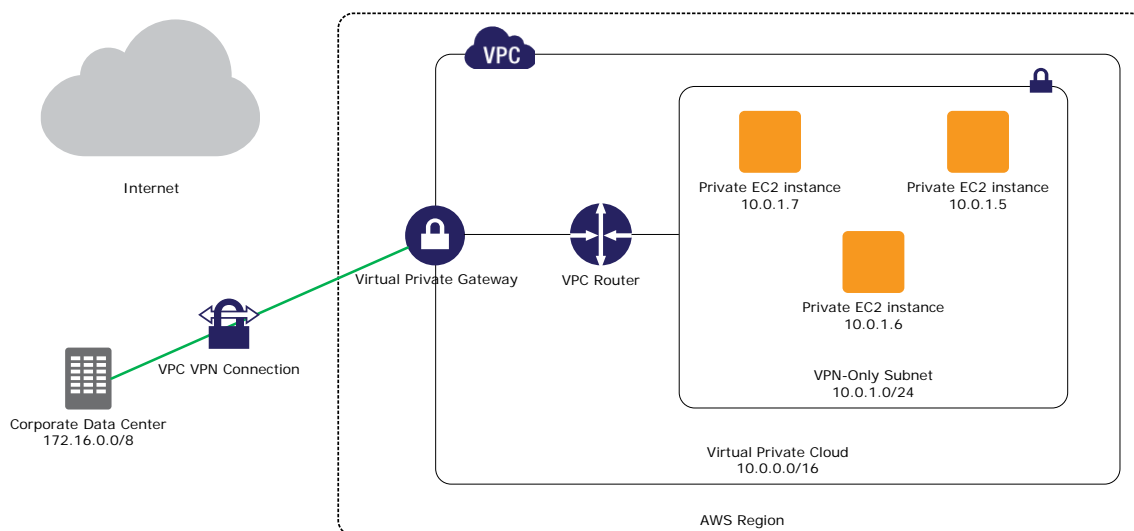 VPC
Internet
Private EC2 instance
10.0.1.7
Private EC2 instance
10.0.1.5
Virtual Private Gateway
VPC Router
Private EC2 instance
10.0.1.6
VPC VPN Connection
VPN-Only Subnet
10.0.1.0/24
Corporate Data Center
172.16.0.0/8
Virtual Private Cloud
10.0.0.0/16
AWS Region